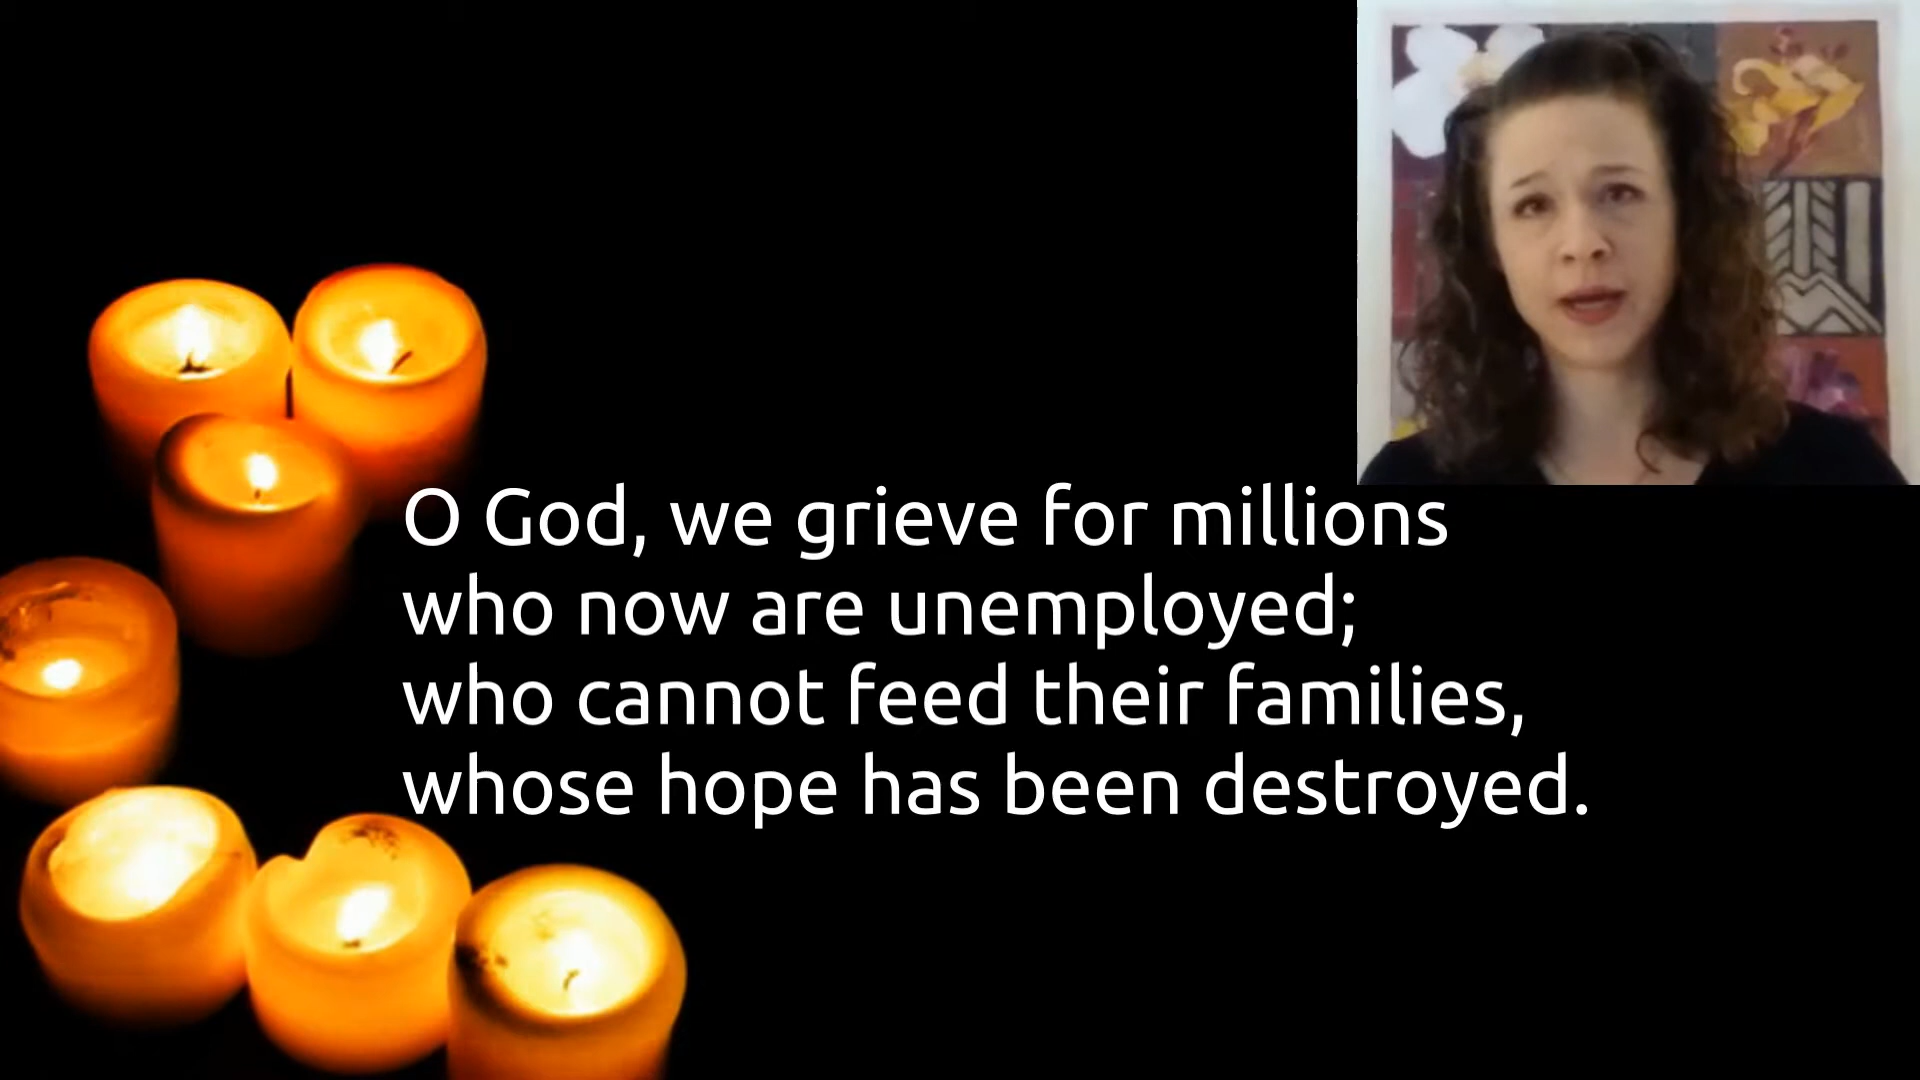 O God, we grieve for millions
who now are unemployed;
who cannot feed their families,
whose hope has been destroyed.